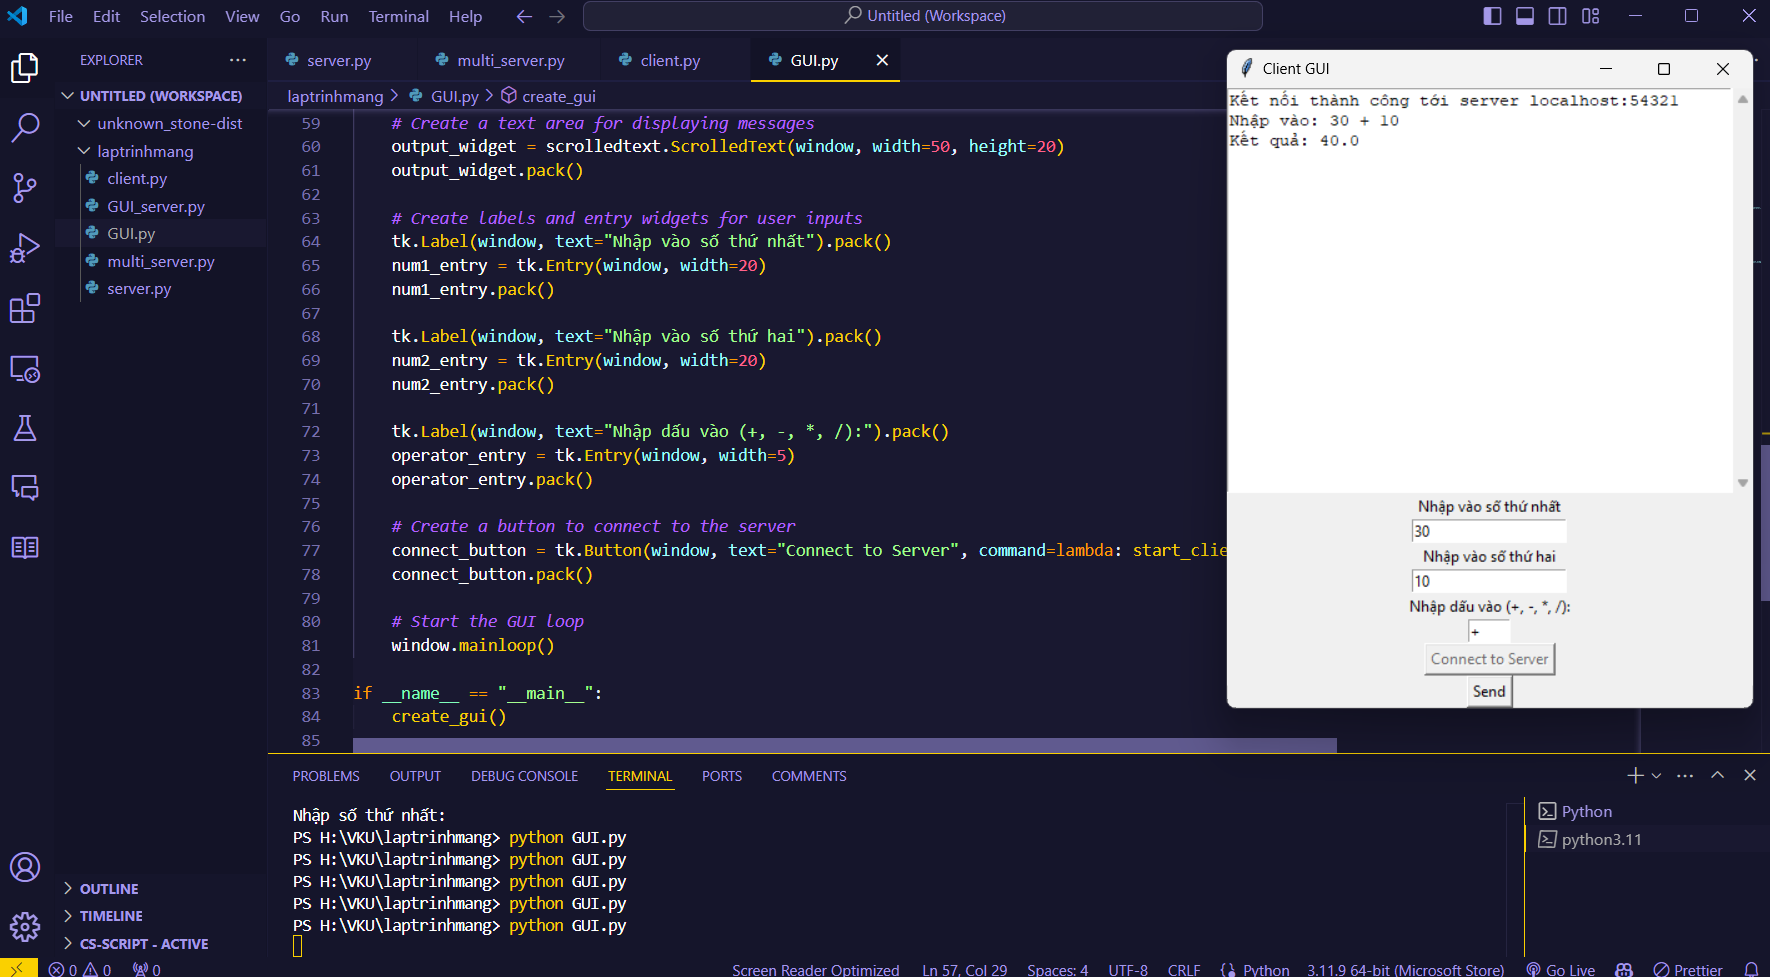 File Edit Selection View Go Run Terminal Help Untitled (Workspace)
EXPLORER
UNTITLED (WORKSPACE)
unknown_stone-dist
laptrinhmang
client.py
GUI_server.py
GUI.py
multi_server.py
server.py
OUTLINE
TIMELINE
CS-SCRIPT - ACTIVE
server.py multi_server.py client.py GUI.py
laptrinhmang > GUI.py > create_gui
59 # Create a text area for displaying messages
60 output_widget = scrolledtext.ScrolledText(window, width=50, height=20)
61 output_widget.pack()
62
63 # Create labels and entry widgets for user inputs
64 tk.Label(window, text="Nhập vào số thứ nhất").pack()
65 num1_entry = tk.Entry(window, width=20)
66 num1_entry.pack()
67
68 tk.Label(window, text="Nhập vào số thứ hai").pack()
69 num2_entry = tk.Entry(window, width=20)
70 num2_entry.pack()
71
72 tk.Label(window, text="Nhập dấu vào (+, -, *, /):").pack()
73 operator_entry = tk.Entry(window, width=5)
74 operator_entry.pack()
75
76 # Create a button to connect to the server
77 connect_button = tk.Button(window, text="Connect to Server", command=lambda: start_clie
78 connect_button.pack()
79
80 # Start the GUI loop
81 window.mainloop()
82
83 if __name__ == "__main__":
84 create_gui()
85
Client GUI
Kết nối thành công tới server localhost:54321
Nhập vào: 30 + 10
Kết quả: 40.0
Nhập vào số thứ nhất
30
Nhập vào số thứ hai
10
Nhập dấu vào (+, -, *, /):
+
Connect to Server
Send
PROBLEMS OUTPUT DEBUG CONSOLE TERMINAL PORTS COMMENTS
Nhập số thứ nhất:
PS H:\VKU\laptrinhmang> python GUI.py
PS H:\VKU\laptrinhmang> python GUI.py
PS H:\VKU\laptrinhmang> python GUI.py
PS H:\VKU\laptrinhmang> python GUI.py
PS H:\VKU\laptrinhmang> python GUI.py
Python
python3.11
0 0 0 Screen Reader Optimized Ln 57, Col 29 Spaces: 4 UTF-8 CRLF Python 3.11.9 64-bit (Microsoft Store) Go Live Prettier